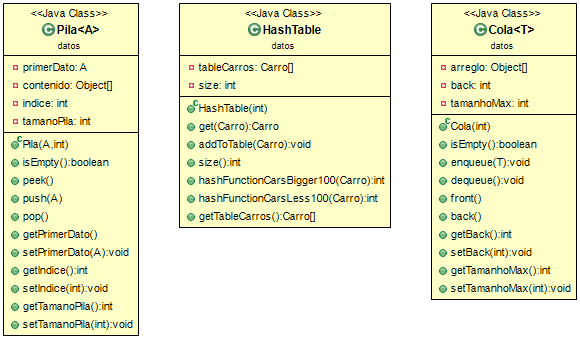 <<Java Class>>
Pila<A>
datos
primerDato: A
contenido: Object[]
indice: int
tamanoPila: int
Pila(A,int)
isEmpty():boolean
peek()
push(A)
pop()
getPrimerDato()
setPrimerDato(A):void
getIndice():int
setIndice(int):void
getTamanoPila():int
setTamanoPila(int):void
<<Java Class>>
HashTable
datos
tableCarros: Carro[]
size: int
HashTable(int)
get(Carro):Carro
addToTable(Carro):void
size():int
hashFunctionCarsBigger100(Carro):int
hashFunctionCarsLess100(Carro):int
getTableCarros():Carro[]
<<Java Class>>
Cola<T>
datos
arreglo: Object[]
back: int
tamanhoMax: int
Cola(int)
isEmpty():boolean
enqueue(T):void
dequeue():void
front()
back()
getBack():int
setBack(int):void
getTamanhoMax():int
setTamanhoMax(int):void